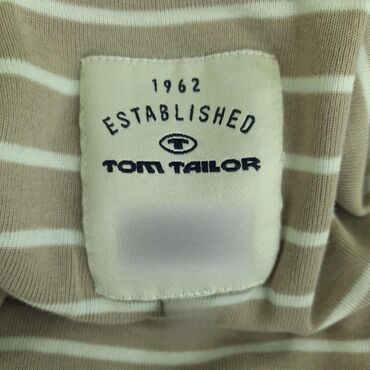 1962
ESTABLISHED
TOM TAILOR